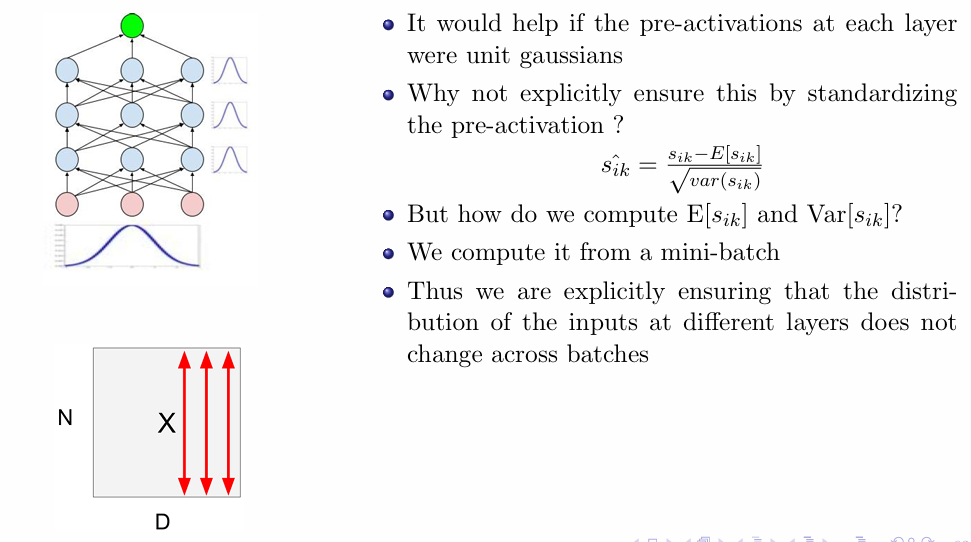 It would help if the pre-activations at each layer
were unit gaussians
Why not explicitly ensure this by standardizing
the pre-activation ?
ŝ_{ik} = \frac{s_{ik} − E[s_{ik}]}{\sqrt{var(s_{ik})}}
But how do we compute E[s_{ik}] and Var[s_{ik}]?
We compute it from a mini-batch
Thus we are explicitly ensuring that the distri-
bution of the inputs at different layers does not
change across batches
N
X
D